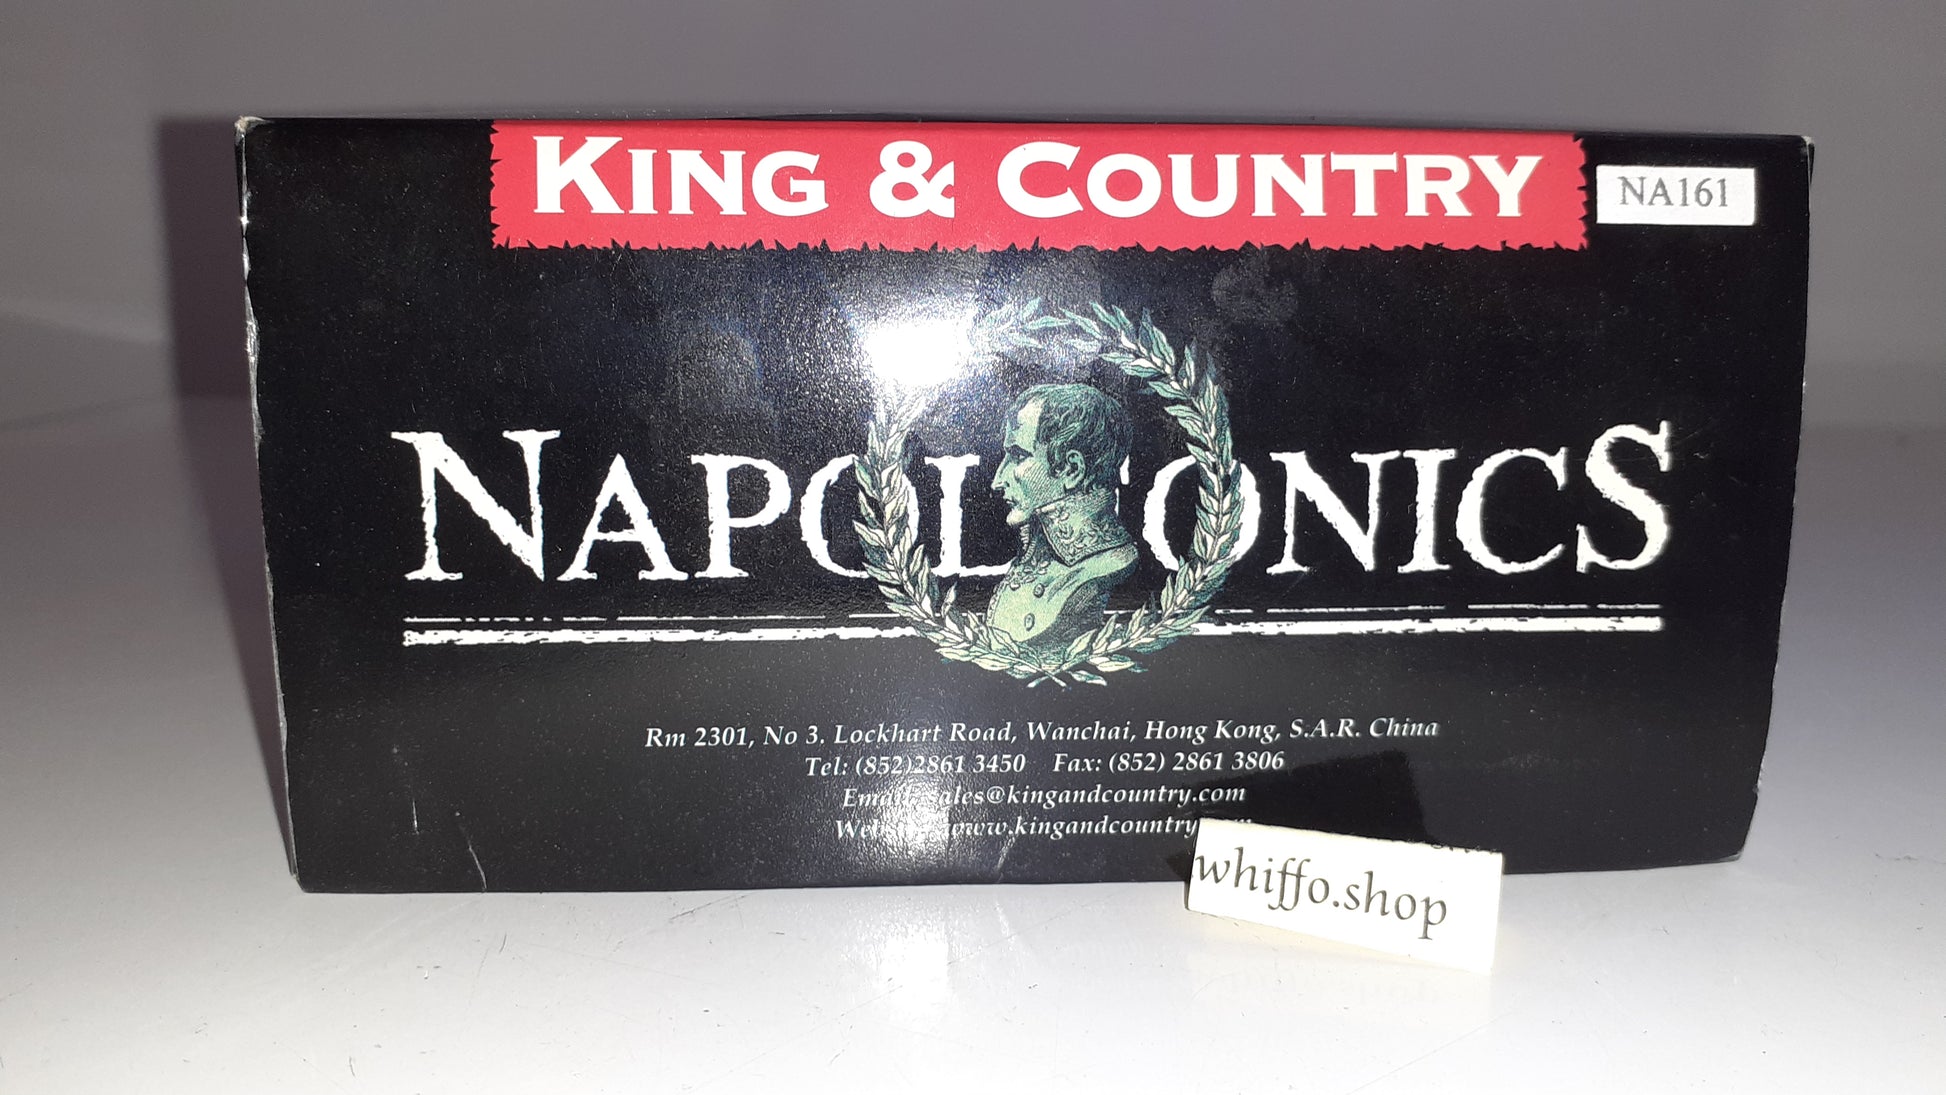 KING & COUNTRY
NA161
NAPOL ONICS
Rm 2301, No 3. Lockhart Road, Wanchai, Hong Kong, S.A.R. China
Tel: (852)2861 3450 Fax: (852) 2861 3806
sales@kingandcountry.com
www.kingandcountry
whiffo.shop